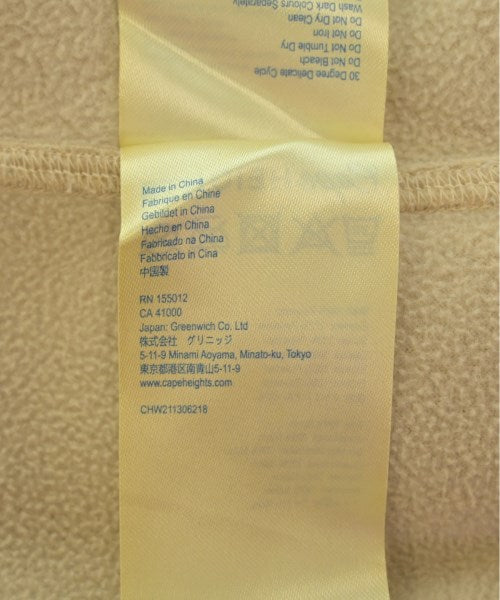 Wash Dark Colours Separately
Do Not Dry Clean
Do Not Iron
Do Not Tumble Dry
Do Not Bleach
30 Degree Delicate Cycle
Made in China
Fabrique en Chine
Gebildet in China
Hecho en China
Fabricado na China
Fabbricato in Cina
中国製
RN 155012
CA 41000
Japan: Greenwich Co. Ltd
株式会社 グリニッジ
5-11-9 Minami Aoyama, Minato-ku, Tokyo
東京都港区南青山5-11-9
www.capeheights.com
CHW211306218